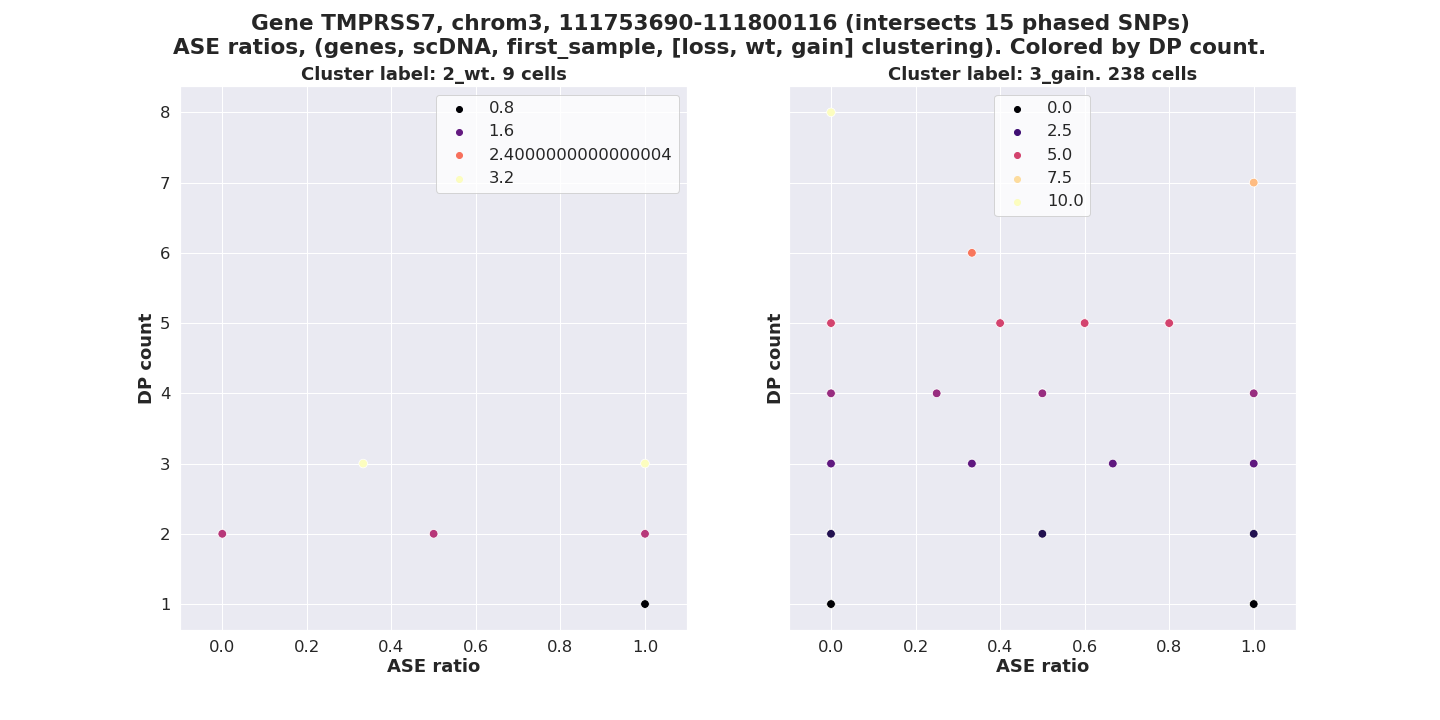 Gene TMPRSS7, chrom3, 111753690-111800116 (intersects 15 phased SNPs)
ASE ratios, (genes, scDNA, first_sample, [loss, wt, gain] clustering). Colored by DP count.
Cluster label: 2_wt. 9 cells
0.8
1.6
2.4000000000000004
3.2
8
7
6
5
4
3
2
1
DP count
0.0 0.2 0.4 0.6 0.8 1.0
ASE ratio
Cluster label: 3_gain. 238 cells
0.0
2.5
5.0
7.5
10.0
DP count
0.0 0.2 0.4 0.6 0.8 1.0
ASE ratio